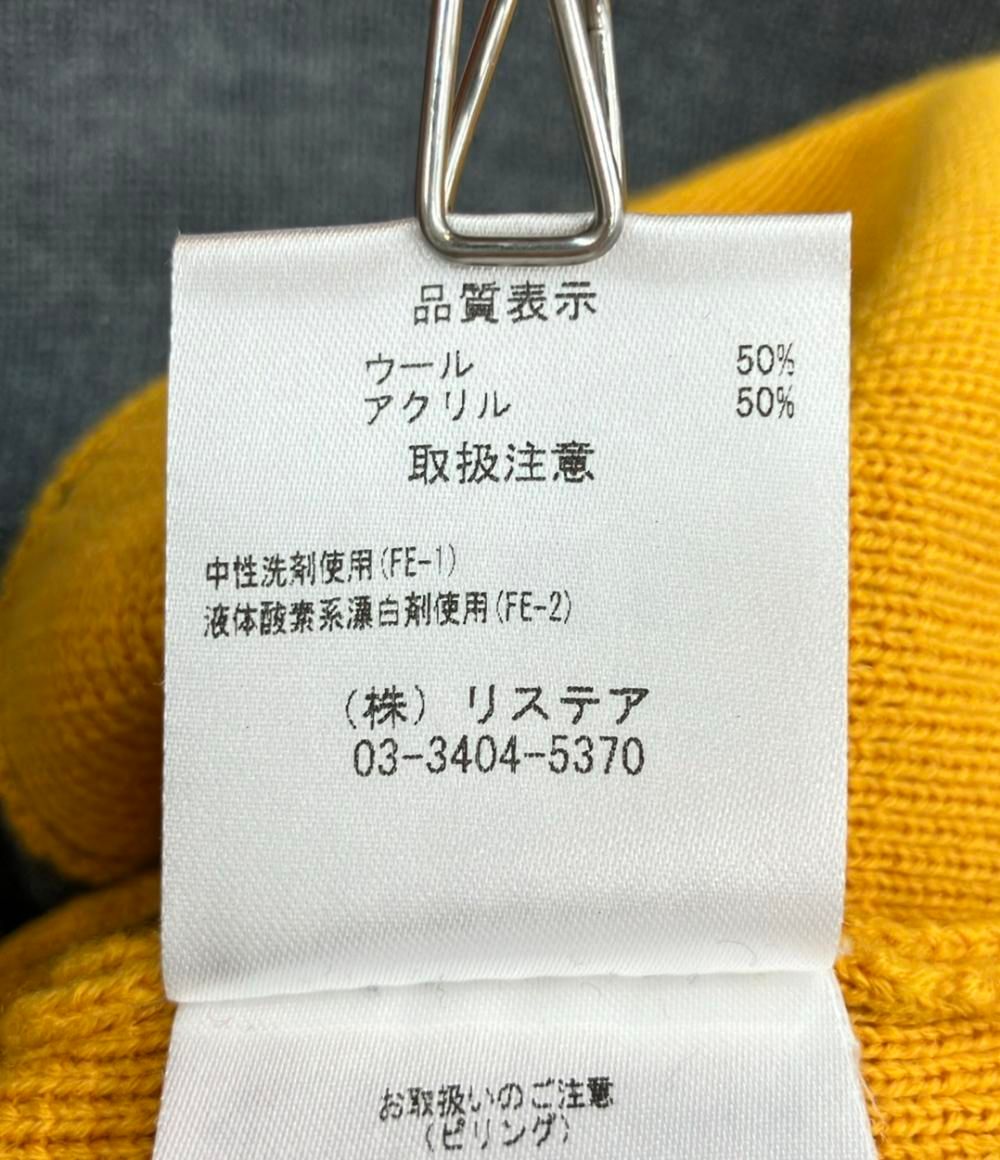 品質表示
ウール 50%
アクリル 50%
取扱注意
中性洗剤使用(FE-1)
液体酸素系漂白剤使用(FE-2)
(株) リステア
03-3404-5370
お取扱いのご注意
(ピリング)